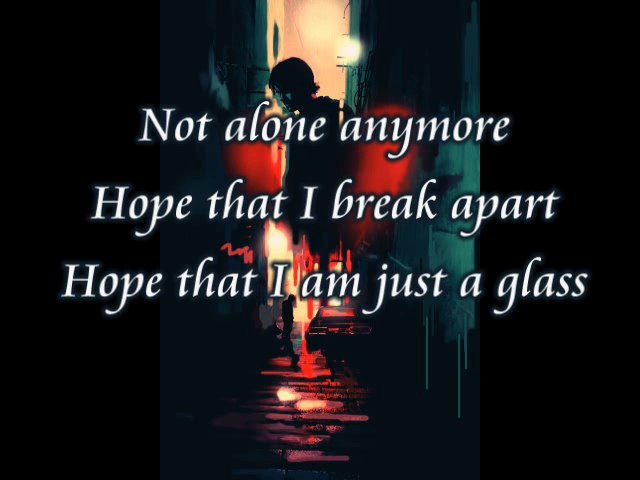 Not alone anymore
Hope that I break apart
Hope that I am just a glass